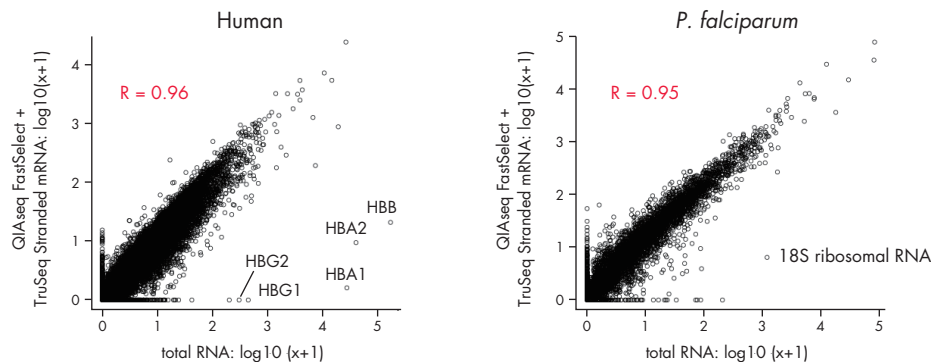 Human
QIAseq FastSelect +
TruSeq Stranded mRNA: log10(x+1)
4
3
2
1
0
R = 0.96
HBB
HBA2
HBA1
HBG2
HBG1
0 1 2 3 4 5
total RNA: log10 (x+1)
P. falciparum
QIAseq FastSelect +
TruSeq Stranded mRNA: log10(x+1)
5
4
3
2
1
0
R = 0.95
18S ribosomal RNA
0 1 2 3 4 5
total RNA: log10 (x+1)